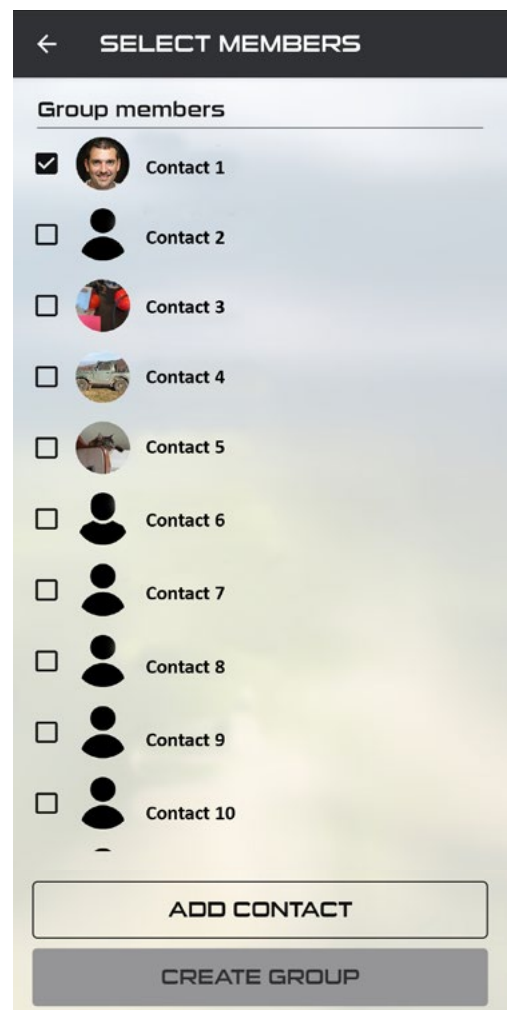 SELECT MEMBERS
Group members
Contact 1
Contact 2
Contact 3
Contact 4
Contact 5
Contact 6
Contact 7
Contact 8
Contact 9
Contact 10
ADD CONTACT
CREATE GROUP